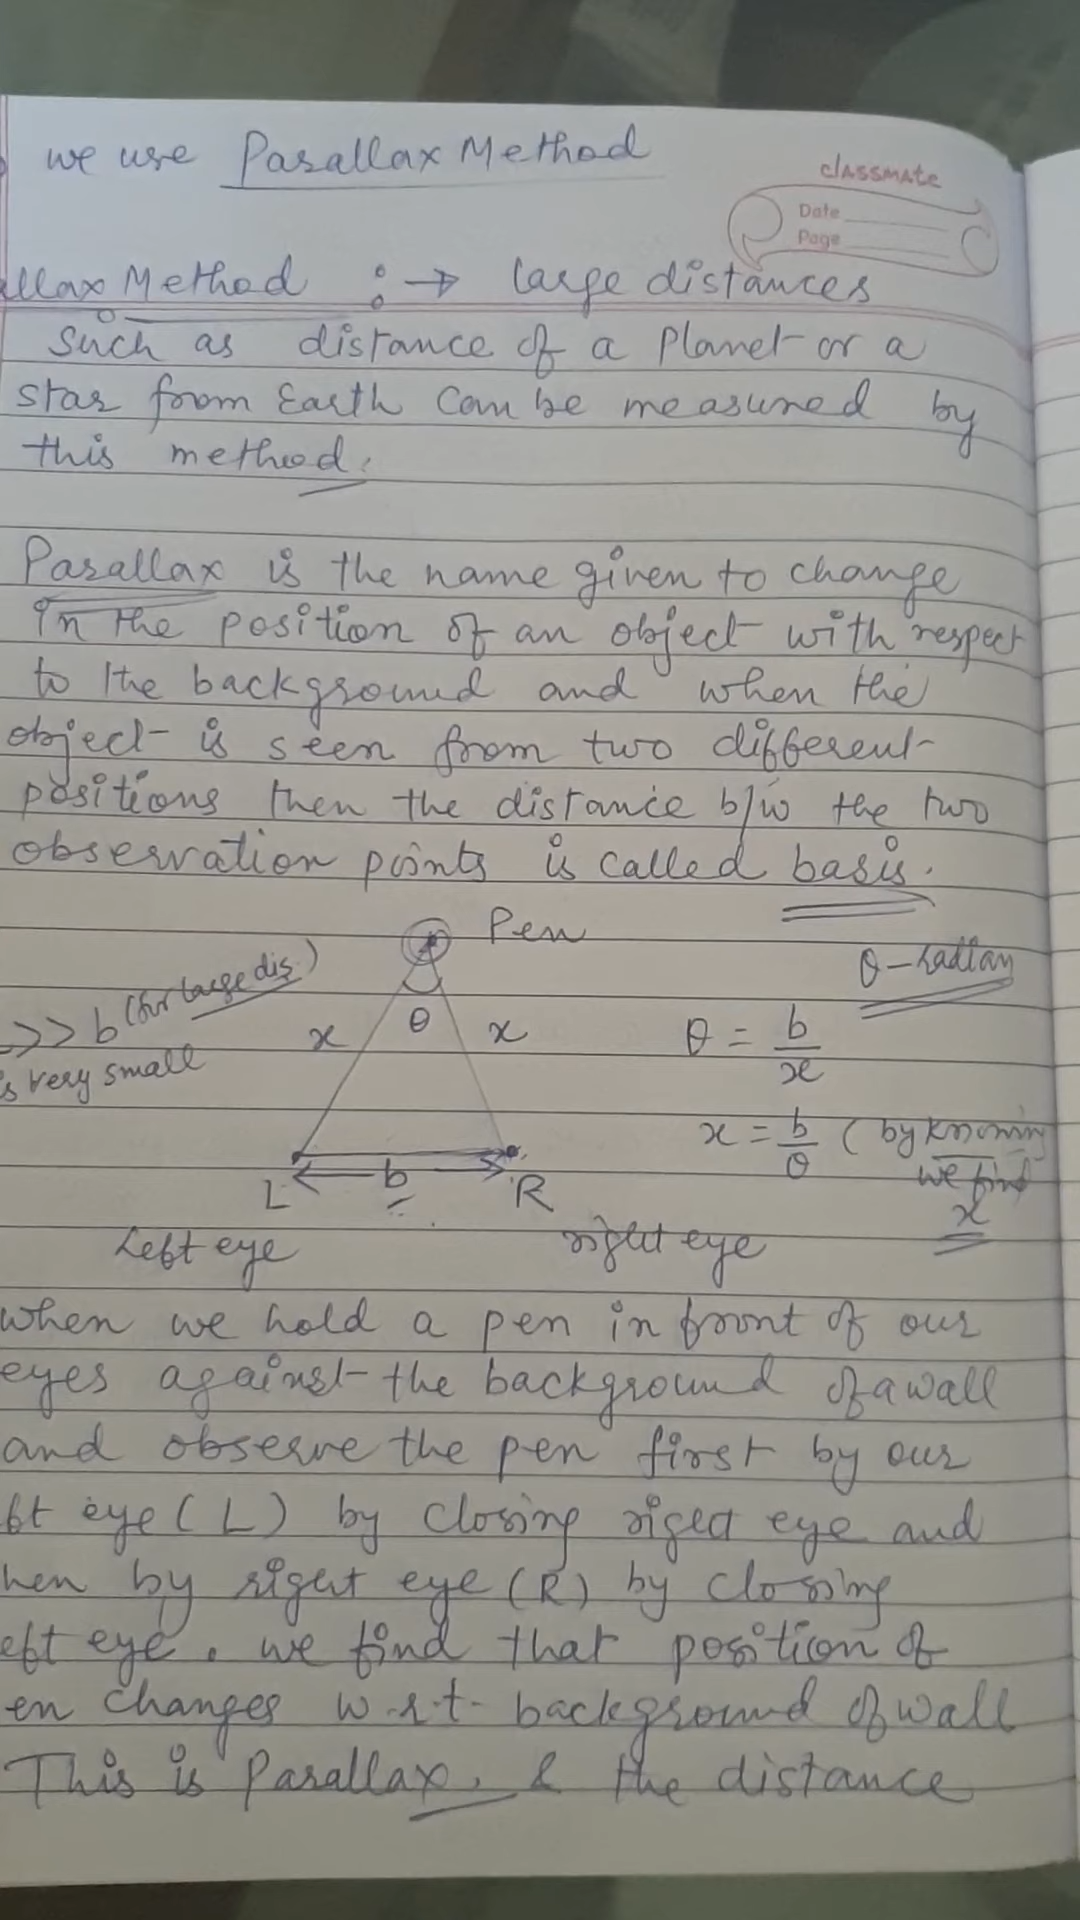 we use Parallax Method
classmate
Date
Page
llax Method :→ large distances
such as distance of a Planet or a
star from Earth can be measured by
this method.
Parallax is the name given to change
in the position of an object with respect
to the background and when the
object is seen from two different
positions then the distance b/w the two
observation points is called basis.
Pen
θ-radian
>> b (for large dis)
s very small
x θ x
θ = b/x
x = b/θ (by knowing
we find
x
L b R
Left eye right eye
when we hold a pen in front of our
eyes against the background of a wall
and observe the pen first by our
ft eye (L) by closing right eye and
hen by right eye (R) by closing
eft eye. we find that position of
en changes w.r.t. background of wall
This is Parallax. & the distance